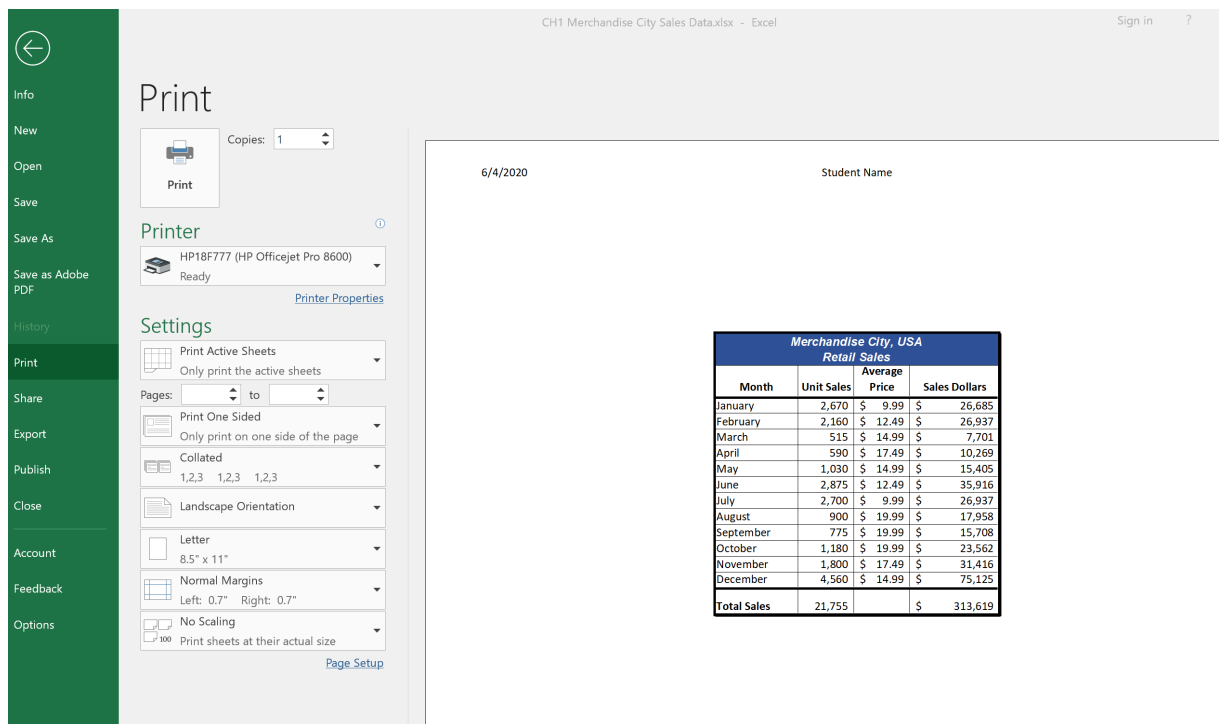 CH1 Merchandise City Sales Data.xlsx - Excel
Sign in ?
Info
New
Open
Save
Save As
Save as Adobe
PDF
History
Print
Share
Export
Publish
Close
Account
Feedback
Options
Print
Copies: 1
Print
Printer
HP18F777 (HP Officejet Pro 8600)
Ready
Printer Properties
Settings
Print Active Sheets
Only print the active sheets
Pages: to
Print One Sided
Only print on one side of the page
Collated
1,2,3 1,2,3 1,2,3
Landscape Orientation
Letter
8.5" x 11"
Normal Margins
Left: 0.7" Right: 0.7"
No Scaling
100 Print sheets at their actual size
Page Setup
6/4/2020 Student Name
Merchandise City, USA
Retail Sales
Average
Month Unit Sales Price Sales Dollars
January 2,670 $ 9.99 $ 26,685
February 2,160 $ 12.49 $ 26,937
March 515 $ 14.99 $ 7,701
April 590 $ 17.49 $ 10,269
May 1,030 $ 14.99 $ 15,405
June 2,875 $ 12.49 $ 35,916
July 2,700 $ 9.99 $ 26,937
August 900 $ 19.99 $ 17,958
September 775 $ 19.99 $ 15,708
October 1,180 $ 19.99 $ 23,562
November 1,800 $ 17.49 $ 31,416
December 4,560 $ 14.99 $ 75,125
Total Sales 21,755 $ 313,619